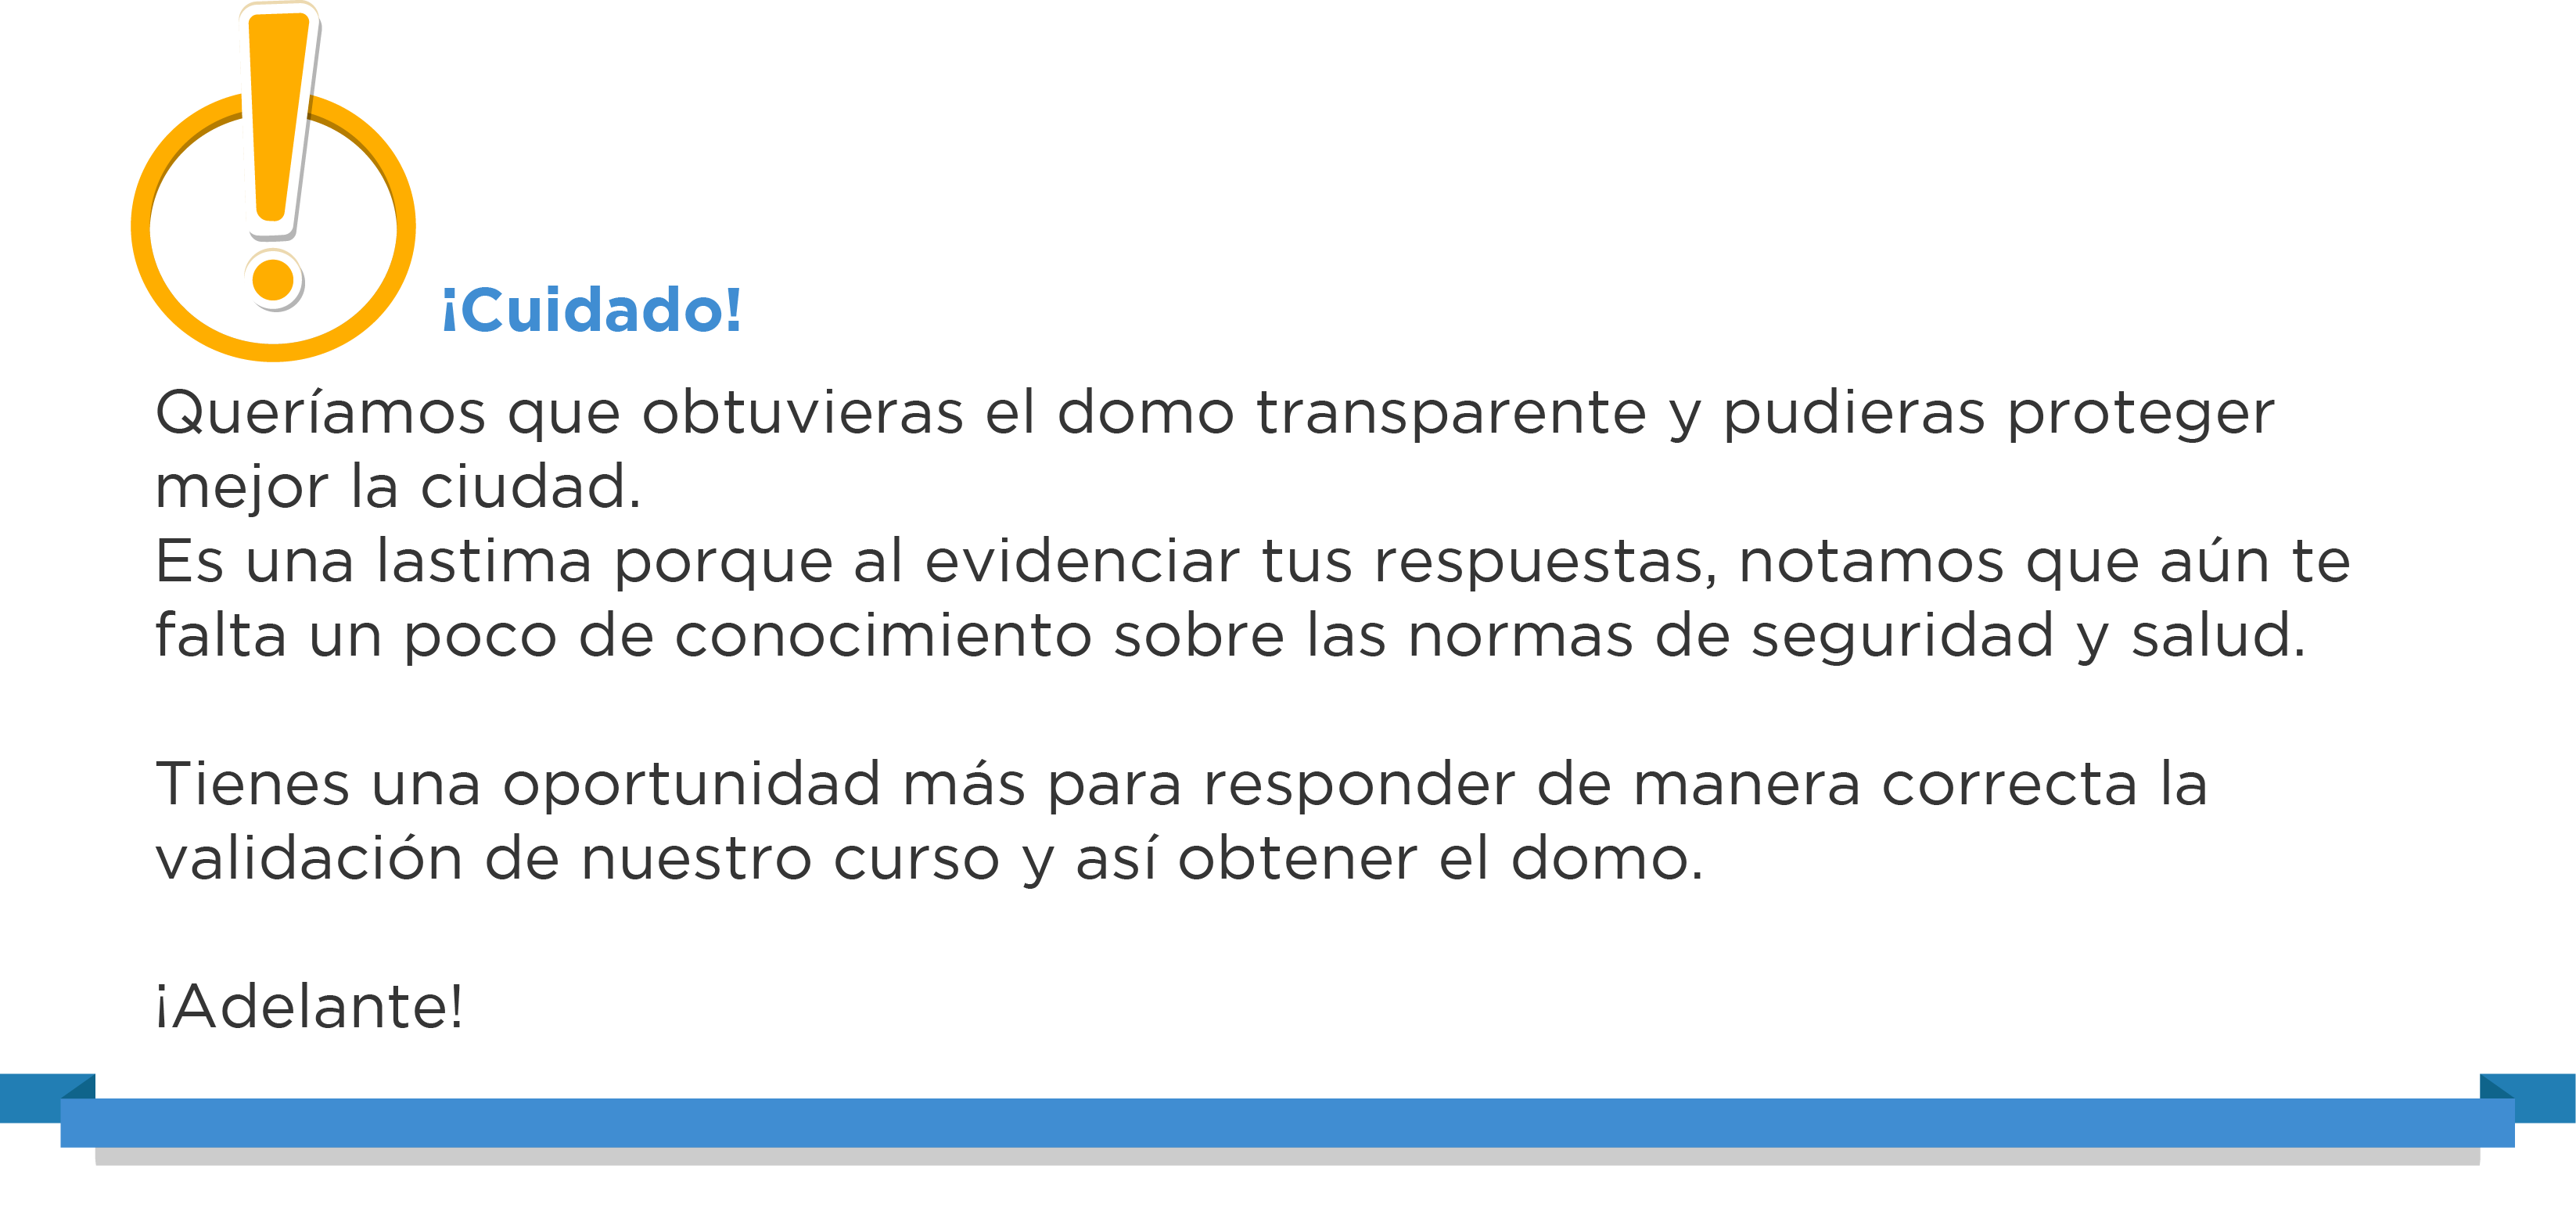 ¡Cuidado!
Queríamos que obtuvieras el domo transparente y pudieras proteger
mejor la ciudad.
Es una lastima porque al evidenciar tus respuestas, notamos que aún te
falta un poco de conocimiento sobre las normas de seguridad y salud.
Tienes una oportunidad más para responder de manera correcta la
validación de nuestro curso y así obtener el domo.
¡Adelante!